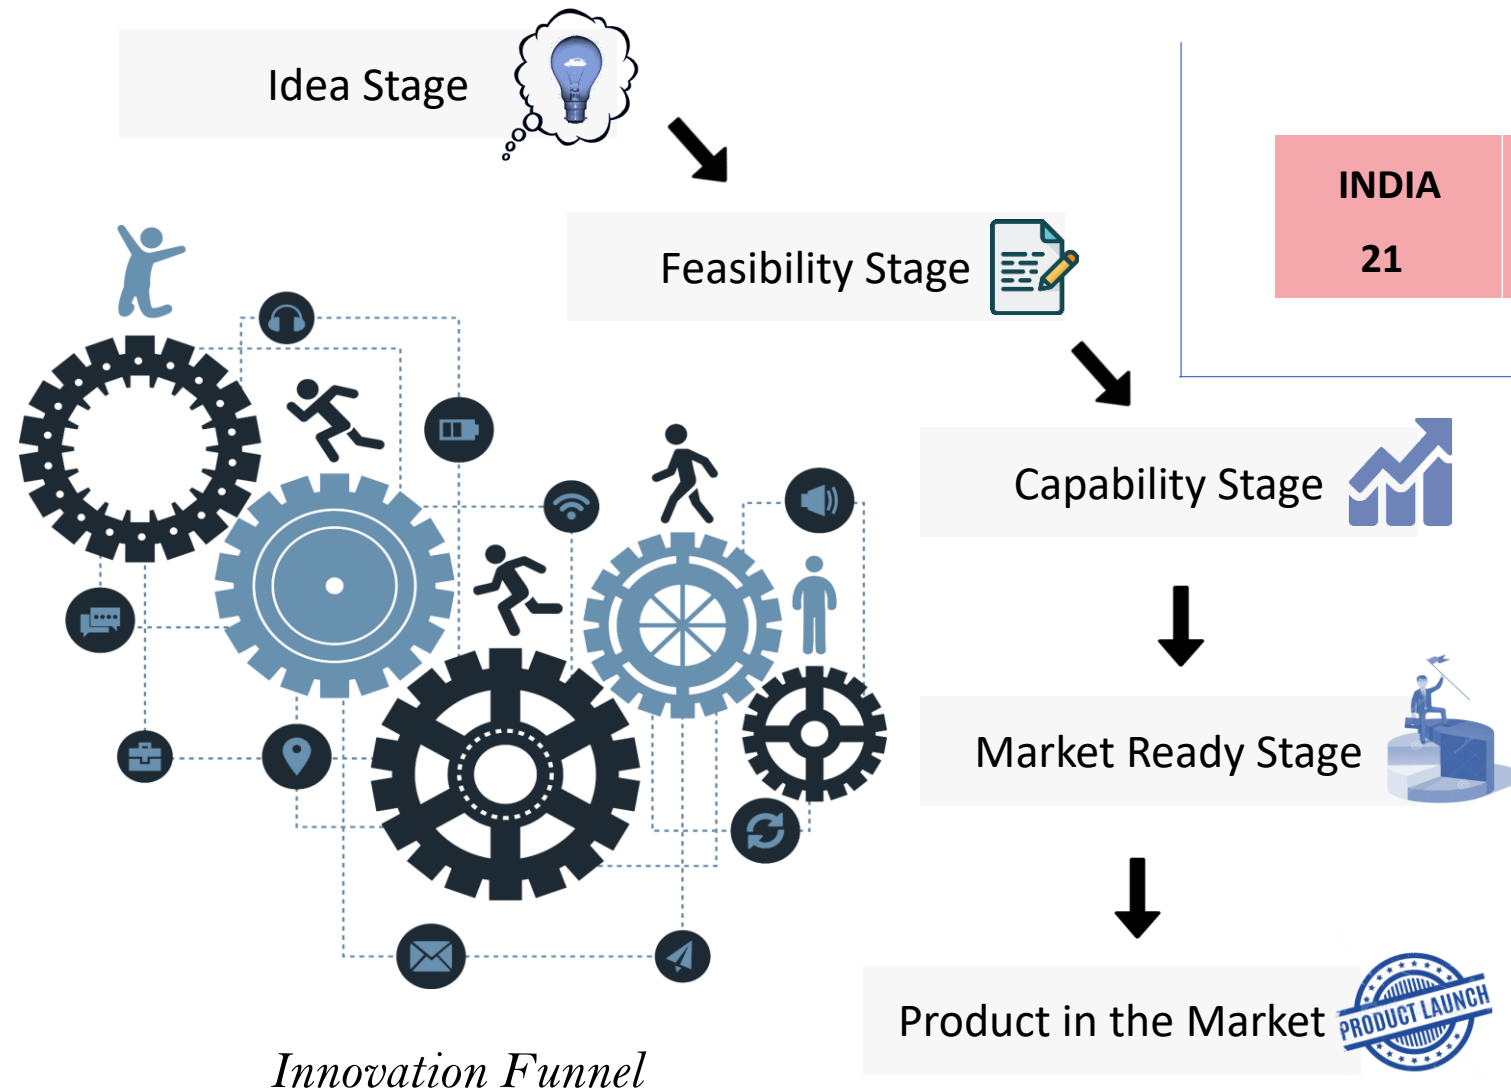 Idea Stage
Feasibility Stage
INDIA
21
Capability Stage
Market Ready Stage
Product in the Market
PRODUCT LAUNCH
Innovation Funnel